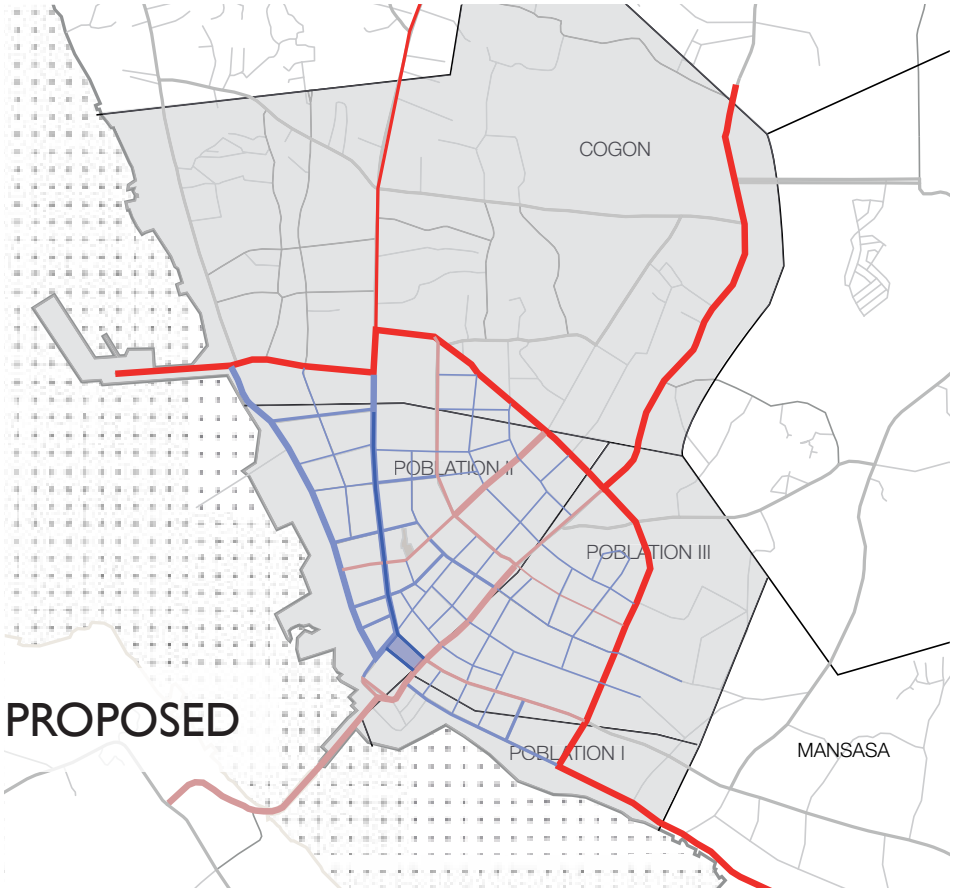 COGON
POBLATION II
POBLATION III
PROPOSED
POBLATION I
MANSASA